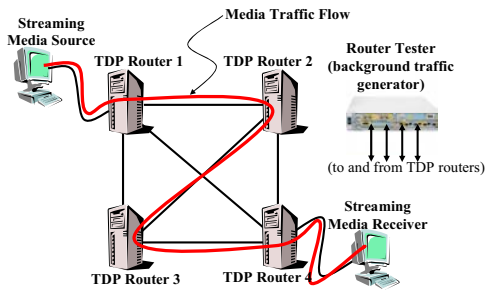 Media Traffic Flow
Streaming
Media Source
TDP Router 1
TDP Router 2
Router Tester
(background traffic
generator)
(to and from TDP routers)
Streaming
Media Receiver
TDP Router 3
TDP Router 4